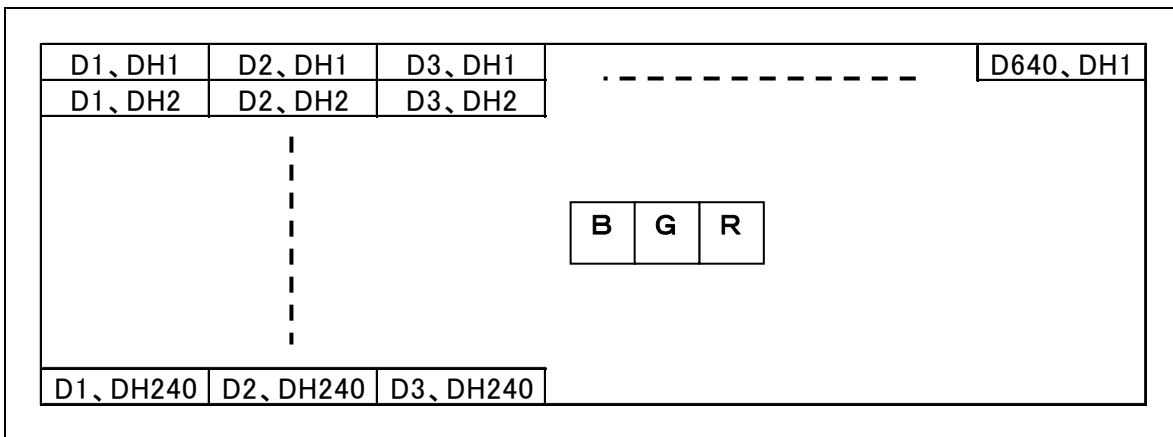 D1、DH1 D2、DH1 D3、DH1 D640、DH1
D1、DH2 D2、DH2 D3、DH2
B G R
D1、DH240 D2、DH240 D3、DH240